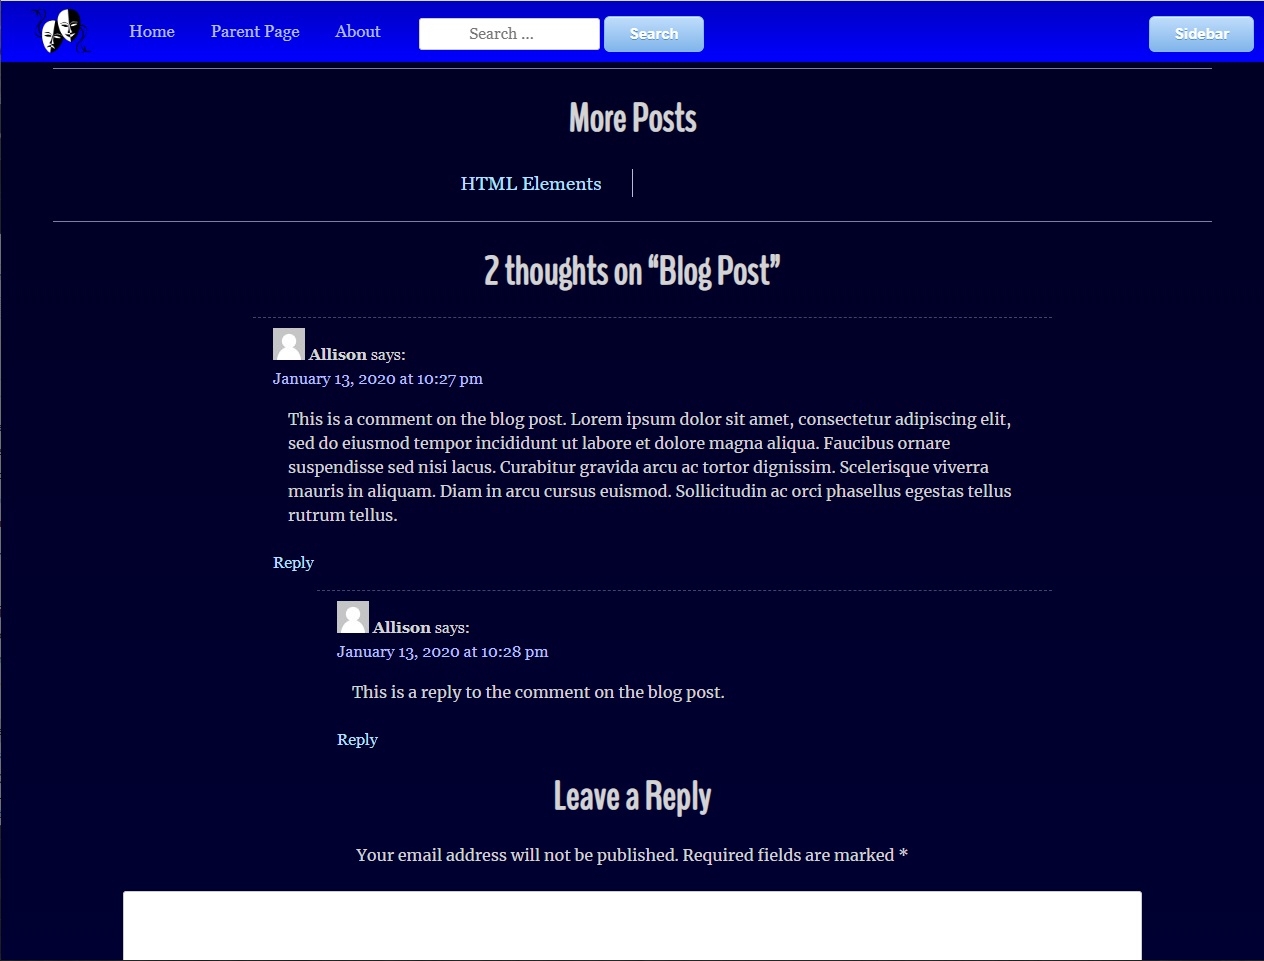 Home Parent Page About Search ... Search Sidebar
More Posts
HTML Elements
2 thoughts on “Blog Post”
Allison says:
January 13, 2020 at 10:27 pm
This is a comment on the blog post. Lorem ipsum dolor sit amet, consectetur adipiscing elit,
sed do eiusmod tempor incididunt ut labore et dolore magna aliqua. Faucibus ornare
suspendisse sed nisi lacus. Curabitur gravida arcu ac tortor dignissim. Scelerisque viverra
mauris in aliquam. Diam in arcu cursus euismod. Sollicitudin ac orci phasellus egestas tellus
rutrum tellus.
Reply
Allison says:
January 13, 2020 at 10:28 pm
This is a reply to the comment on the blog post.
Reply
Leave a Reply
Your email address will not be published. Required fields are marked *